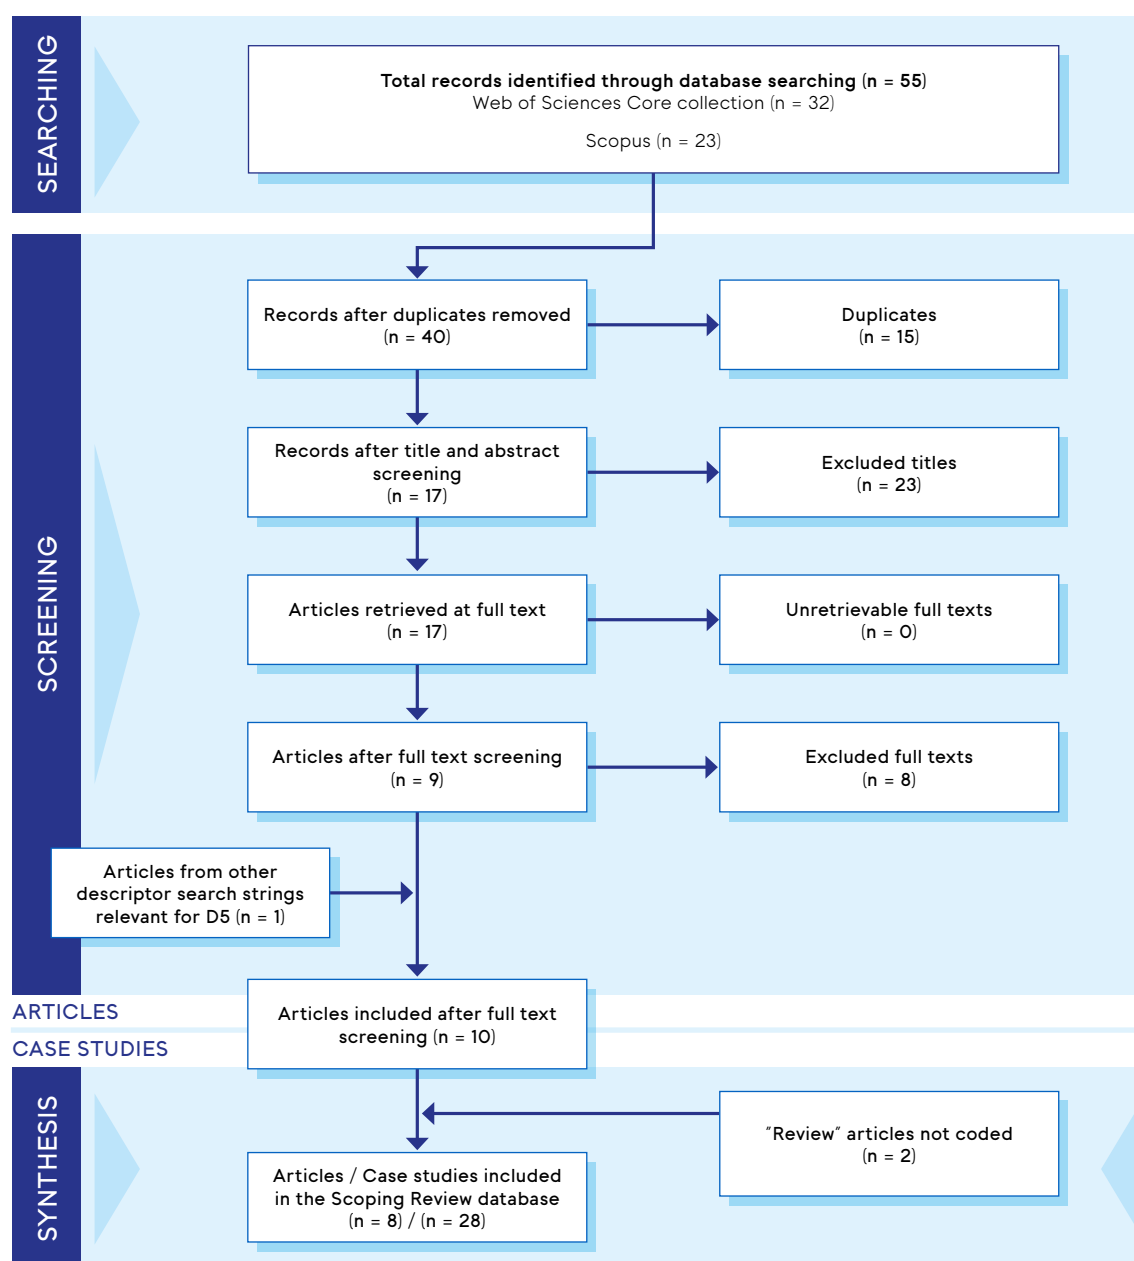 SEARCHING
Total records identified through database searching (n = 55)
Web of Sciences Core collection (n = 32)
Scopus (n = 23)
SCREENING
Records after duplicates removed
(n = 40)
Duplicates
(n = 15)
Records after title and abstract
screening
(n = 17)
Excluded titles
(n = 23)
Articles retrieved at full text
(n = 17)
Unretrievable full texts
(n = 0)
Articles after full text screening
(n = 9)
Excluded full texts
(n = 8)
Articles from other
descriptor search strings
relevant for D5 (n = 1)
ARTICLES
Articles included after full text
screening (n = 10)
CASE STUDIES
SYNTHESIS
"Review" articles not coded
(n = 2)
Articles / Case studies included
in the Scoping Review database
(n = 8) / (n = 28)